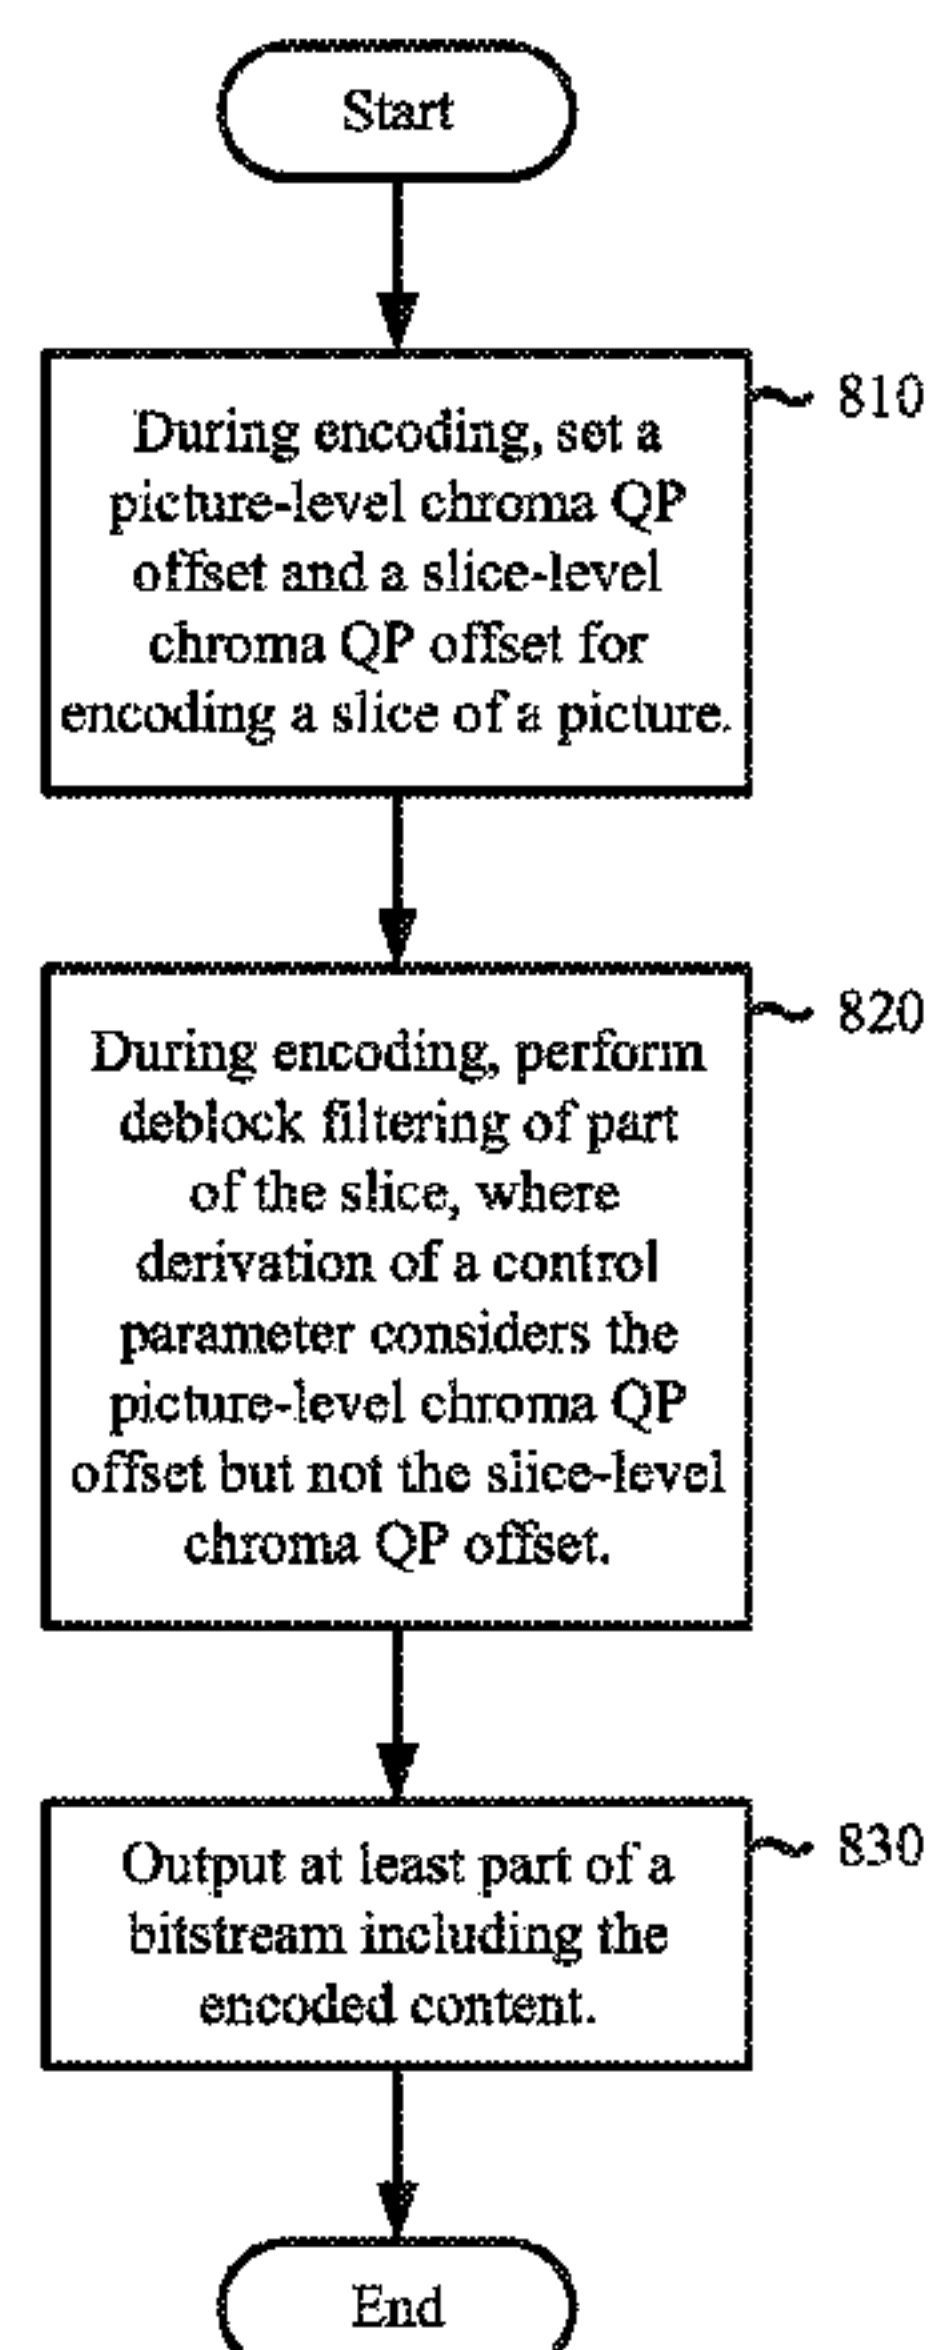 Start
During encoding, set a
picture-level chroma QP
offset and a slice-level
chroma QP offset for
encoding a slice of a picture.
810
During encoding, perform
deblock filtering of part
of the slice, where
derivation of a control
parameter considers the
picture-level chroma QP
offset but not the slice-level
chroma QP offset.
820
Output at least part of a
bitstream including the
encoded content.
830
End